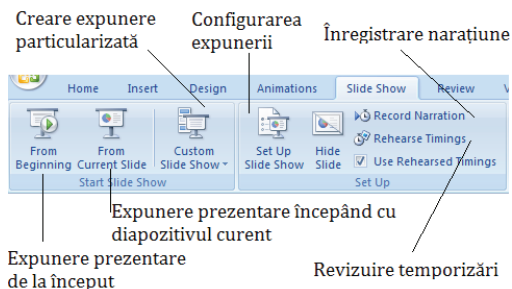 Creare expunere
particularizată
Configurarea
expunerii
Înregistrare narațiune
Home Insert Design Animations Slide Show Review
From
Beginning
From
Current Slide
Custom
Slide Show
Set Up
Slide Show
Hide
Slide
Record Narration
Rehearse Timings
Use Rehearsed Timings
Start Slide Show
Set Up
Expunere prezentare începând cu
diapozitivul curent
Expunere prezentare
de la început
Revizuire temporizări